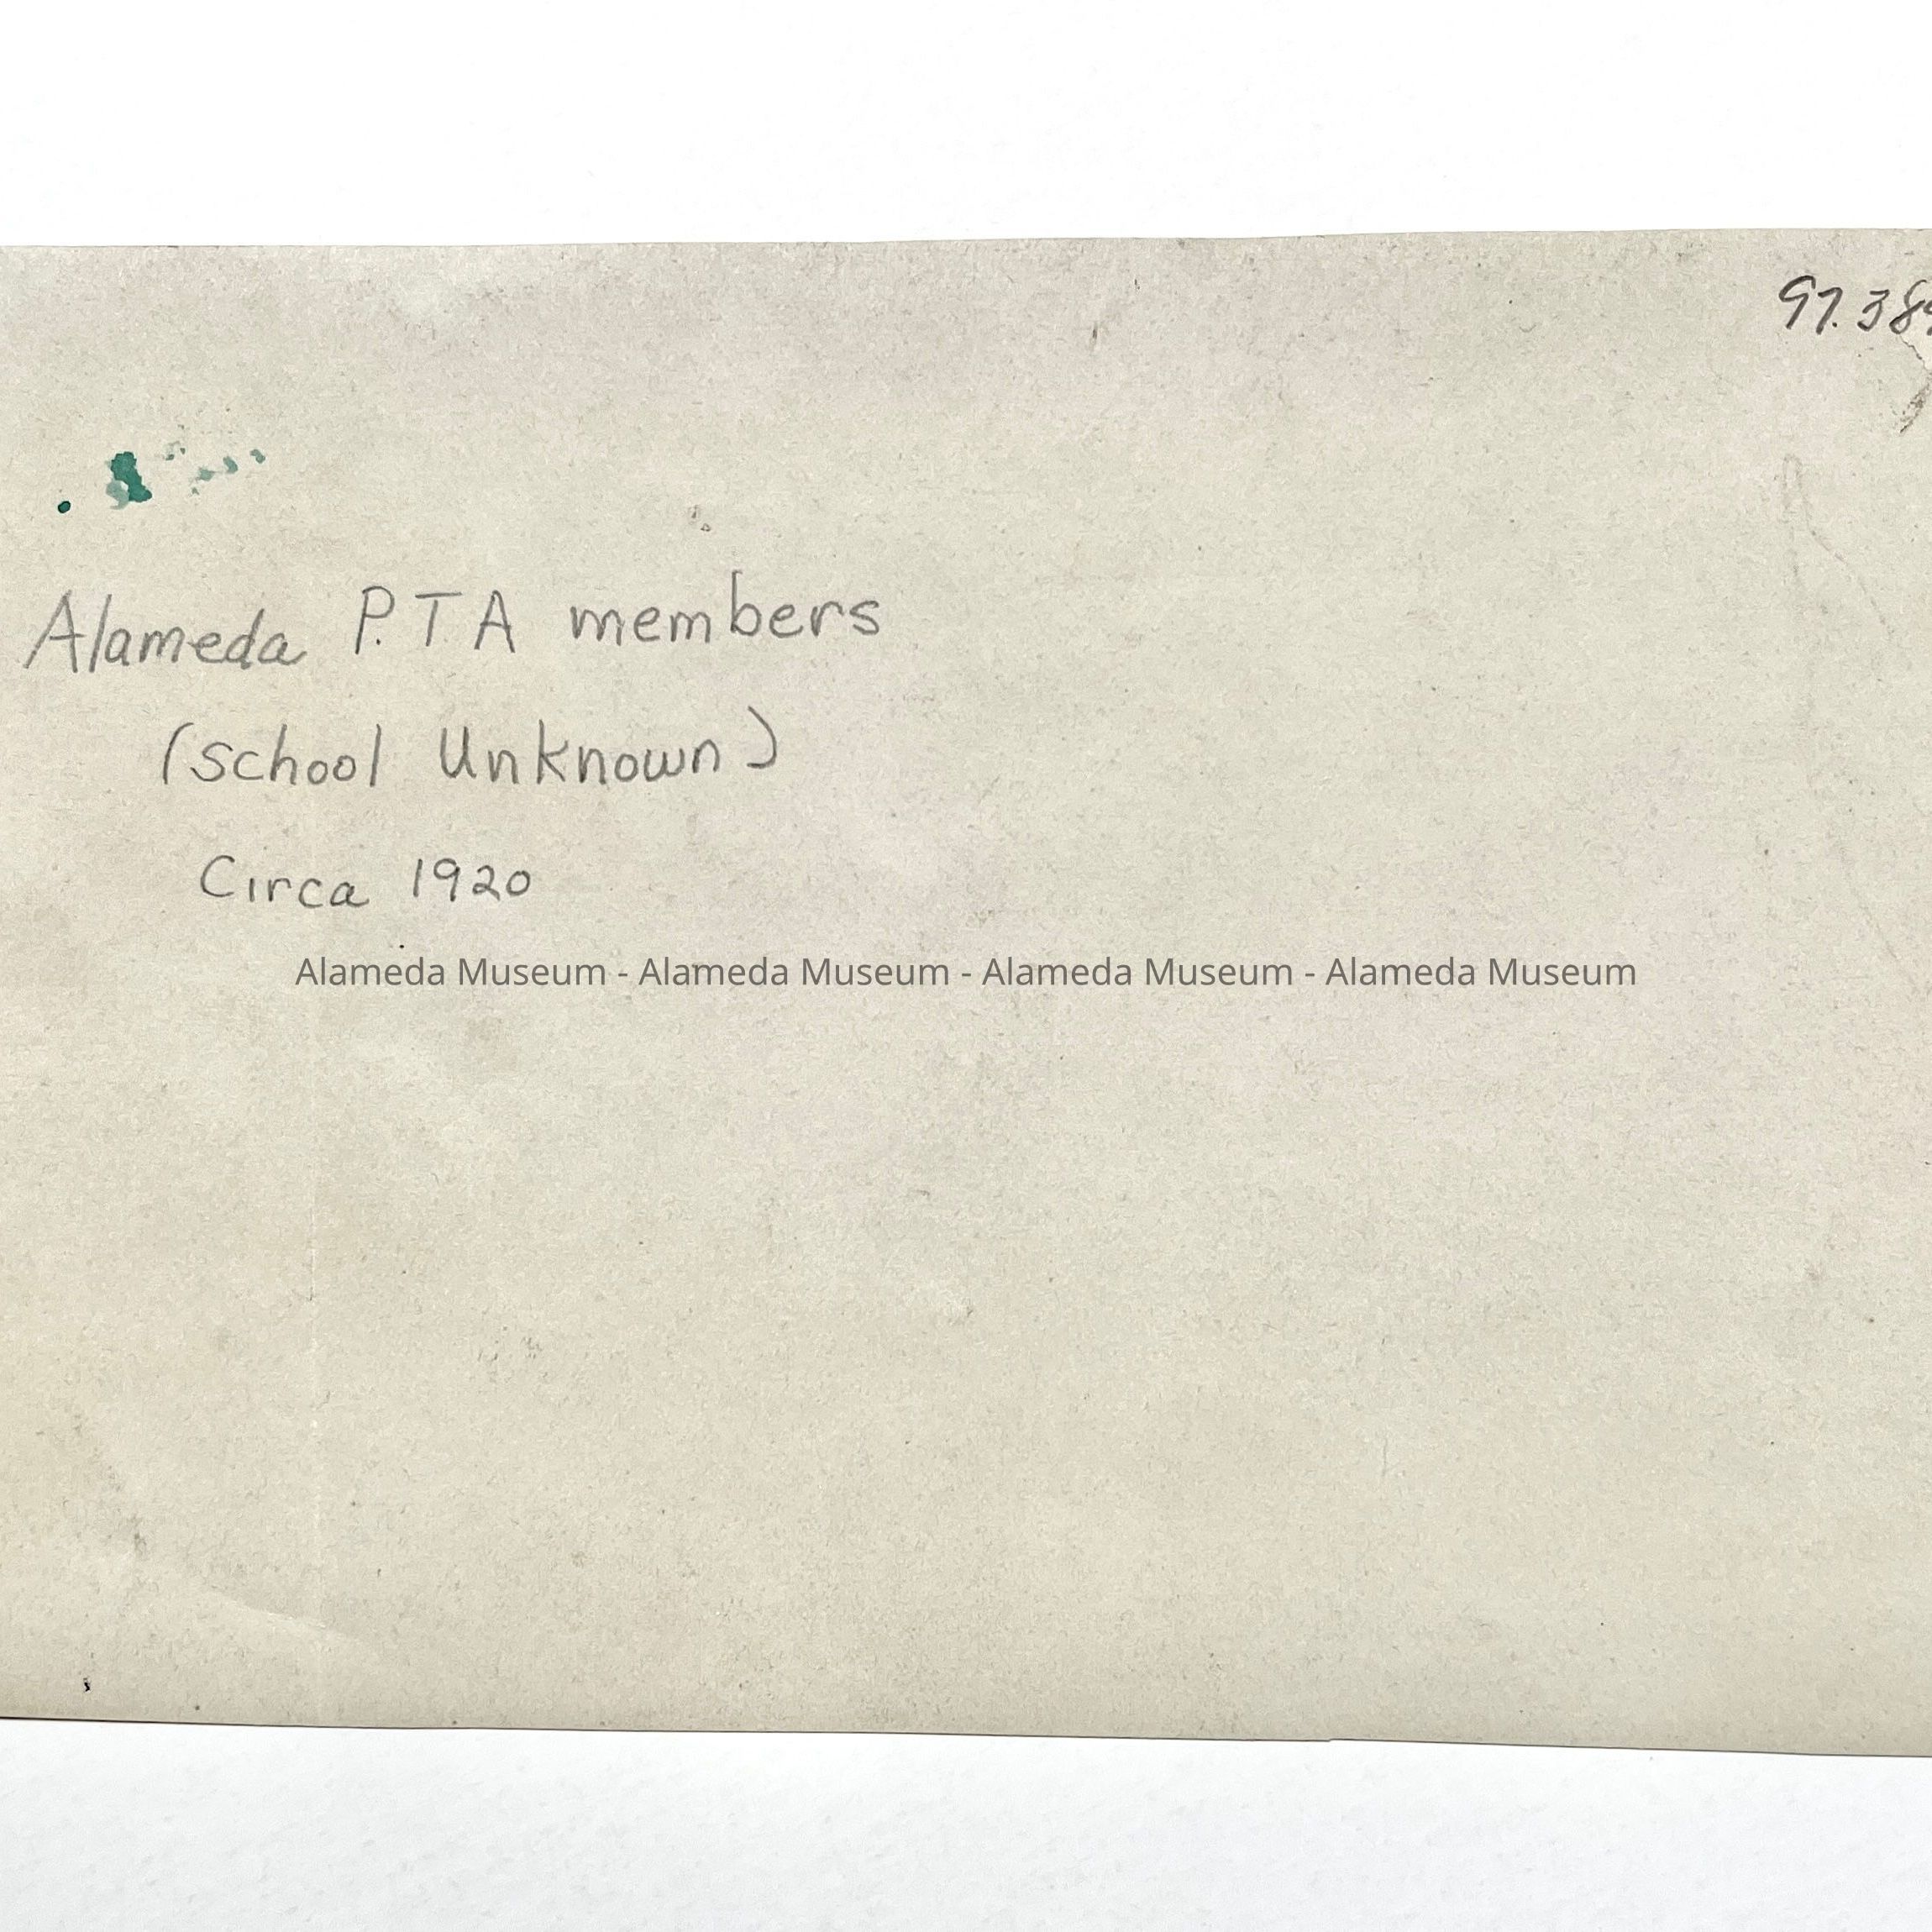 97.38
Alameda P.T.A members
(school Unknown)
Circa 1920
Alameda Museum - Alameda Museum - Alameda Museum - Alameda Museum